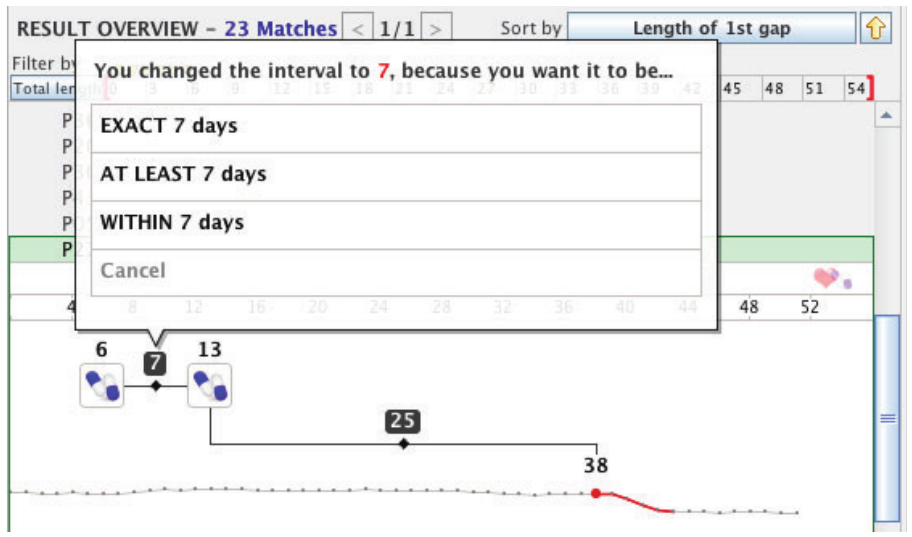 RESULT OVERVIEW – 23 Matches < 1/1 > Sort by Length of 1st gap
Filter by
You changed the interval to 7, because you want it to be...
Total length 0 3 6 9 12 15 18 21 24 27 30 33 36 39 42 45 48 51 54
EXACT 7 days
AT LEAST 7 days
WITHIN 7 days
Cancel
4 8 12 16 20 24 28 32 36 40 44 48 52
6 7 13
25
38